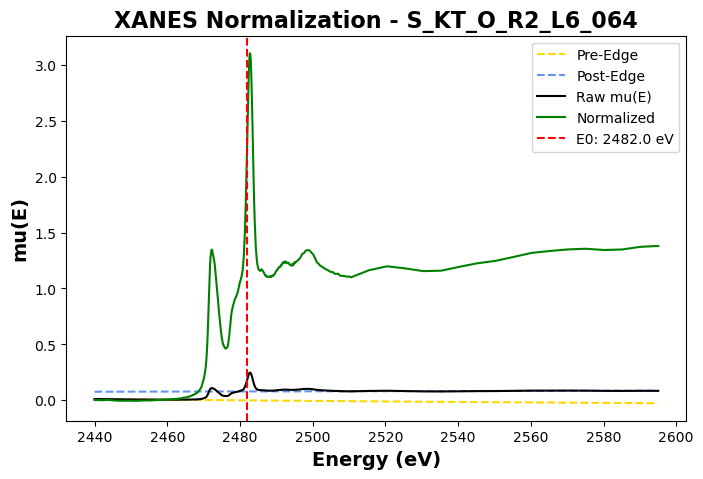 XANES Normalization - S_KT_O_R2_L6_064
mu(E)
3.0
2.5
2.0
1.5
1.0
0.5
0.0
Pre-Edge
Post-Edge
Raw mu(E)
Normalized
E0: 2482.0 eV
2440 2460 2480 2500 2520 2540 2560 2580 2600
Energy (eV)